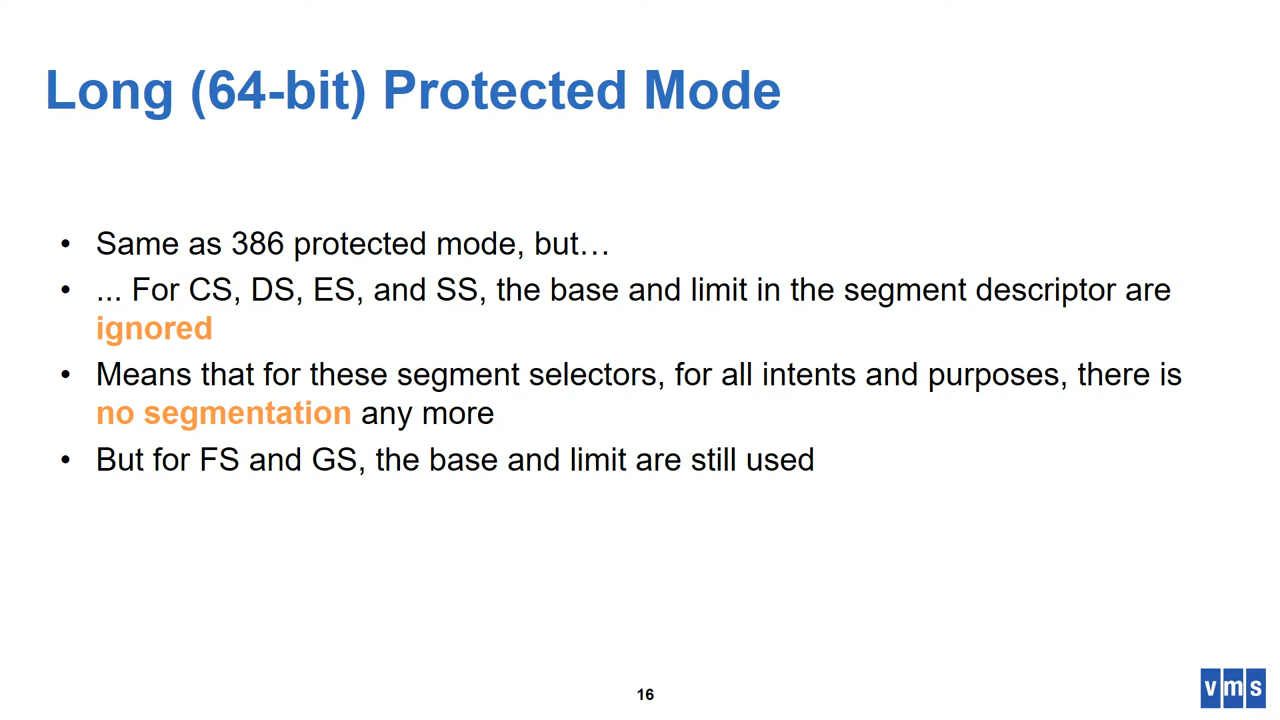 Long (64-bit) Protected Mode
• Same as 386 protected mode, but…
• ... For CS, DS, ES, and SS, the base and limit in the segment descriptor are
ignored
• Means that for these segment selectors, for all intents and purposes, there is
no segmentation any more
• But for FS and GS, the base and limit are still used
16
vms